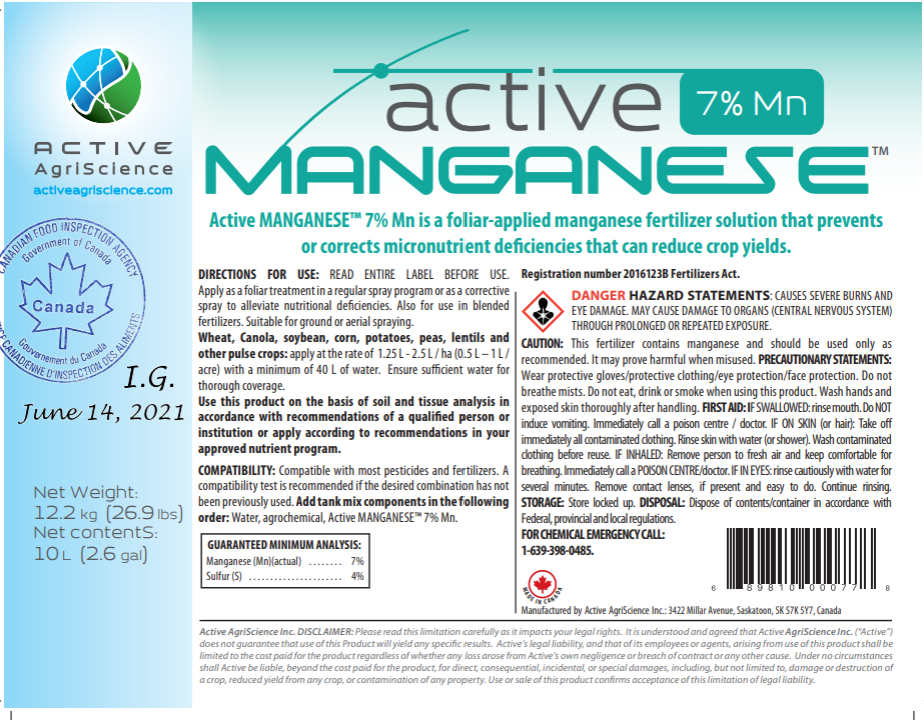 ACTIVE
AgriScience
activeagriscience.com
CANADIAN FOOD INSPECTION AGENCY
Government of Canada
Canada
Gouvernement du Canada
CANADIENNE D'INSPECTION DES ALIMENTS
I.G.
June 14, 2021
Net Weight:
12.2 kg (26.9 lbs)
Net contentS:
10 L (2.6 gal)
active 7% Mn
MANGANESE™
Active MANGANESE™ 7% Mn is a foliar-applied manganese fertilizer solution that prevents
or corrects micronutrient deficiencies that can reduce crop yields.
DIRECTIONS FOR USE: READ ENTIRE LABEL BEFORE USE.
Apply as a foliar treatment in a regular spray program or as a corrective
spray to alleviate nutritional deficiencies. Also for use in blended
fertilizers. Suitable for ground or aerial spraying.
Wheat, Canola, soybean, corn, potatoes, peas, lentils and
other pulse crops: apply at the rate of 1.25 L - 2.5 L / ha (0.5 L – 1 L /
acre) with a minimum of 40 L of water. Ensure sufficient water for
thorough coverage.
Use this product on the basis of soil and tissue analysis in
accordance with recommendations of a qualified person or
institution or apply according to recommendations in your
approved nutrient program.
COMPATIBILITY: Compatible with most pesticides and fertilizers. A
compatibility test is recommended if the desired combination has not
been previously used. Add tank mix components in the following
order: Water, agrochemical, Active MANGANESE™ 7% Mn.
GUARANTEED MINIMUM ANALYSIS:
Manganese (Mn)(actual) ........ 7%
Sulfur (S) ..................... 4%
Registration number 2016123B Fertilizers Act.
DANGER HAZARD STATEMENTS: CAUSES SEVERE BURNS AND
EYE DAMAGE. MAY CAUSE DAMAGE TO ORGANS (CENTRAL NERVOUS SYSTEM)
THROUGH PROLONGED OR REPEATED EXPOSURE.
CAUTION: This fertilizer contains manganese and should be used only as
recommended. It may prove harmful when misused. PRECAUTIONARY STATEMENTS:
Wear protective gloves/protective clothing/eye protection/face protection. Do not
breathe mists. Do not eat, drink or smoke when using this product. Wash hands and
exposed skin thoroughly after handling. FIRST AID: IF SWALLOWED: rinse mouth. Do NOT
induce vomiting. Immediately call a poison centre / doctor. IF ON SKIN (or hair): Take off
immediately all contaminated clothing. Rinse skin with water (or shower). Wash contaminated
clothing before reuse. IF INHALED: Remove person to fresh air and keep comfortable for
breathing. Immediately call a POISON CENTRE/doctor. IF IN EYES: rinse cautiously with water for
several minutes. Remove contact lenses, if present and easy to do. Continue rinsing.
STORAGE: Store locked up. DISPOSAL: Dispose of contents/container in accordance with
Federal, provincial and local regulations.
FOR CHEMICAL EMERGENCY CALL:
1-639-398-0485.
6 89810 00077 8
MADE IN CANADA
Manufactured by Active AgriScience Inc.: 3422 Millar Avenue, Saskatoon, SK S7K 5Y7, Canada
Active AgriScience Inc. DISCLAIMER: Please read this limitation carefully as it impacts your legal rights. It is understood and agreed that Active AgriScience Inc. ("Active")
does not guarantee that use of this Product will yield any specific results. Active's legal liability, and that of its employees or agents, arising from use of this product shall be
limited to the cost paid for the product regardless of whether any loss arose from Active's own negligence or breach of contract or any other cause. Under no circumstances
shall Active be liable, beyond the cost paid for the product, for direct, consequential, incidental, or special damages, including, but not limited to, damage or destruction of
a crop, reduced yield from any crop, or contamination of any property. Use or sale of this product confirms acceptance of this limitation of legal liability.